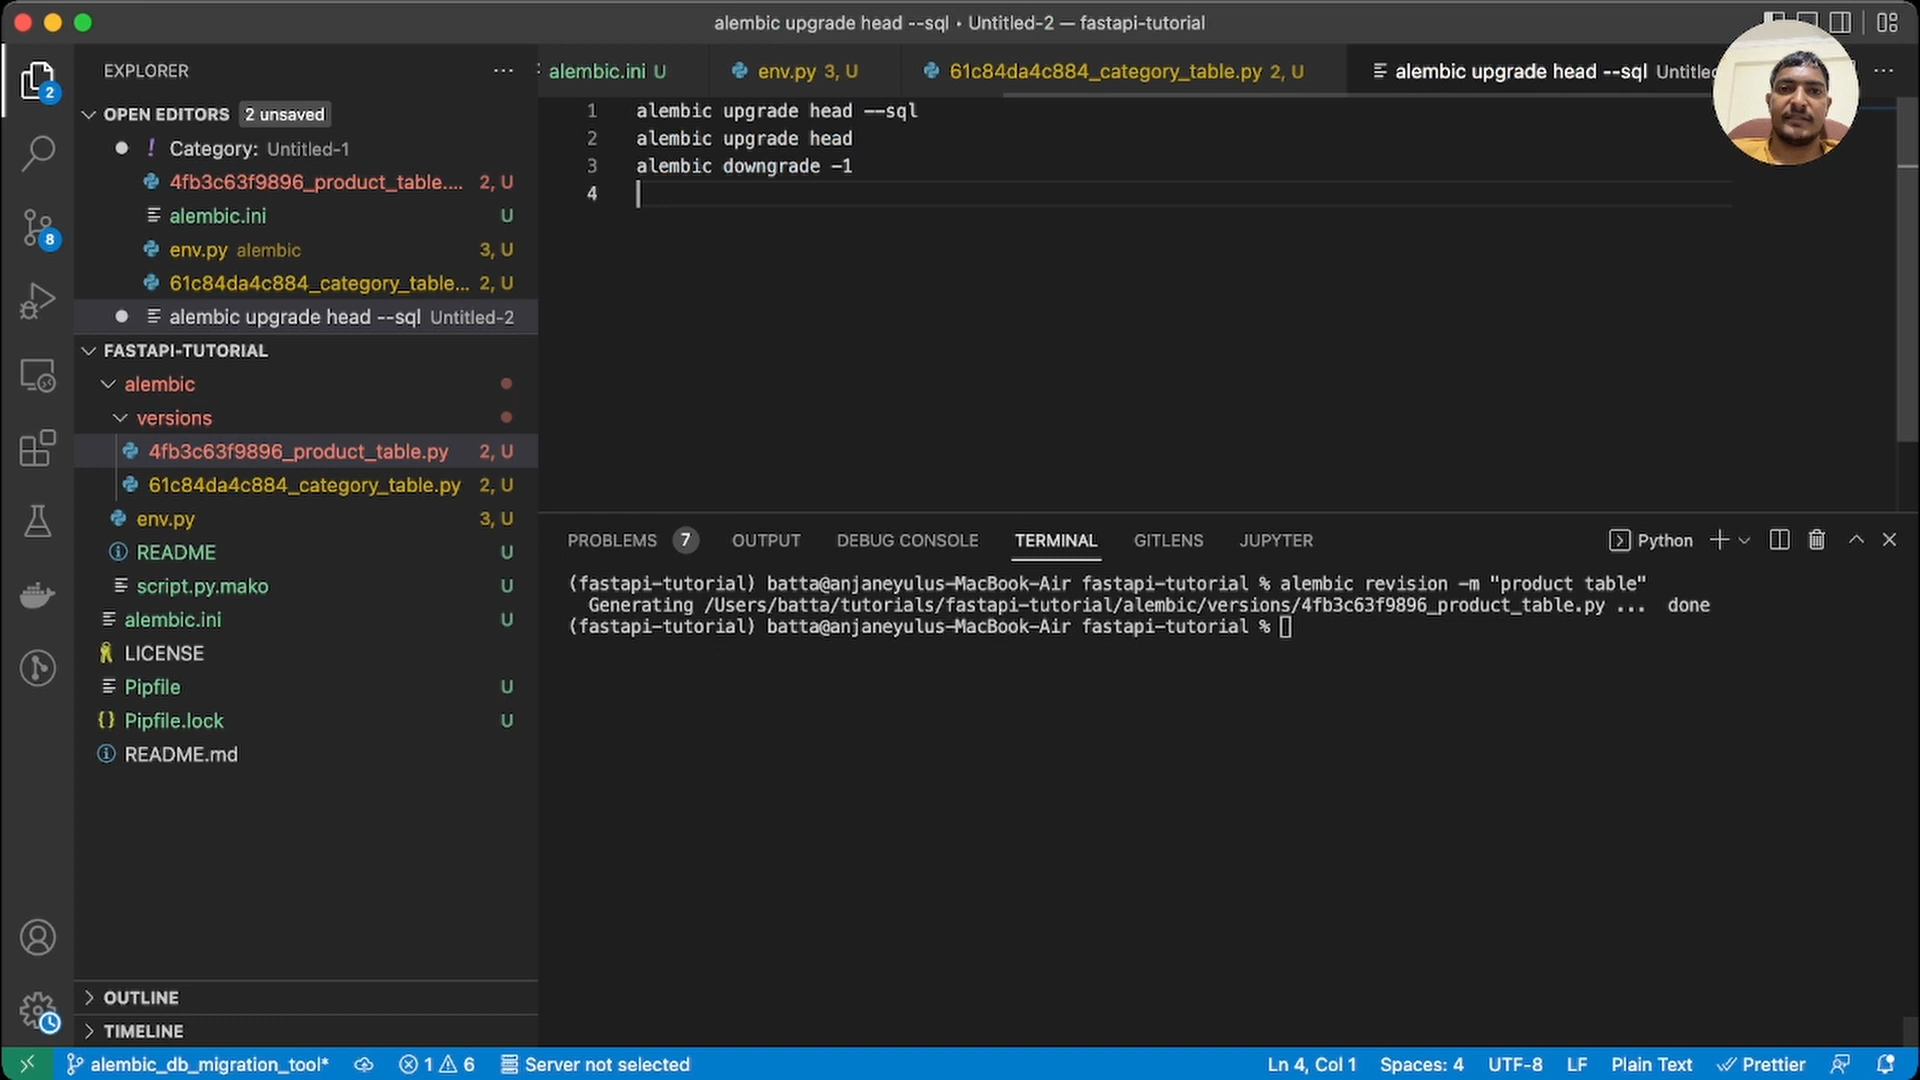 alembic upgrade head --sql • Untitled-2 — fastapi-tutorial
EXPLORER
OPEN EDITORS 2 unsaved
! Category: Untitled-1
4fb3c63f9896_product_table.... 2, U
alembic.ini U
env.py alembic 3, U
61c84da4c884_category_table... 2, U
alembic upgrade head --sql Untitled-2
FASTAPI-TUTORIAL
alembic
versions
4fb3c63f9896_product_table.py 2, U
61c84da4c884_category_table.py 2, U
env.py 3, U
README U
script.py.mako U
alembic.ini U
LICENSE
Pipfile U
{} Pipfile.lock U
README.md
OUTLINE
TIMELINE
2
8
alembic.ini U env.py 3, U 61c84da4c884_category_table.py 2, U alembic upgrade head --sql Untitled
1 alembic upgrade head --sql
2 alembic upgrade head
3 alembic downgrade -1
4
PROBLEMS 7 OUTPUT DEBUG CONSOLE TERMINAL GITLENS JUPYTER Python
(fastapi-tutorial) batta@anjaneyulus-MacBook-Air fastapi-tutorial % alembic revision -m "product table"
Generating /Users/batta/tutorials/fastapi-tutorial/alembic/versions/4fb3c63f9896_product_table.py ... done
(fastapi-tutorial) batta@anjaneyulus-MacBook-Air fastapi-tutorial %
alembic_db_migration_tool* 1 6 Server not selected Ln 4, Col 1 Spaces: 4 UTF-8 LF Plain Text Prettier